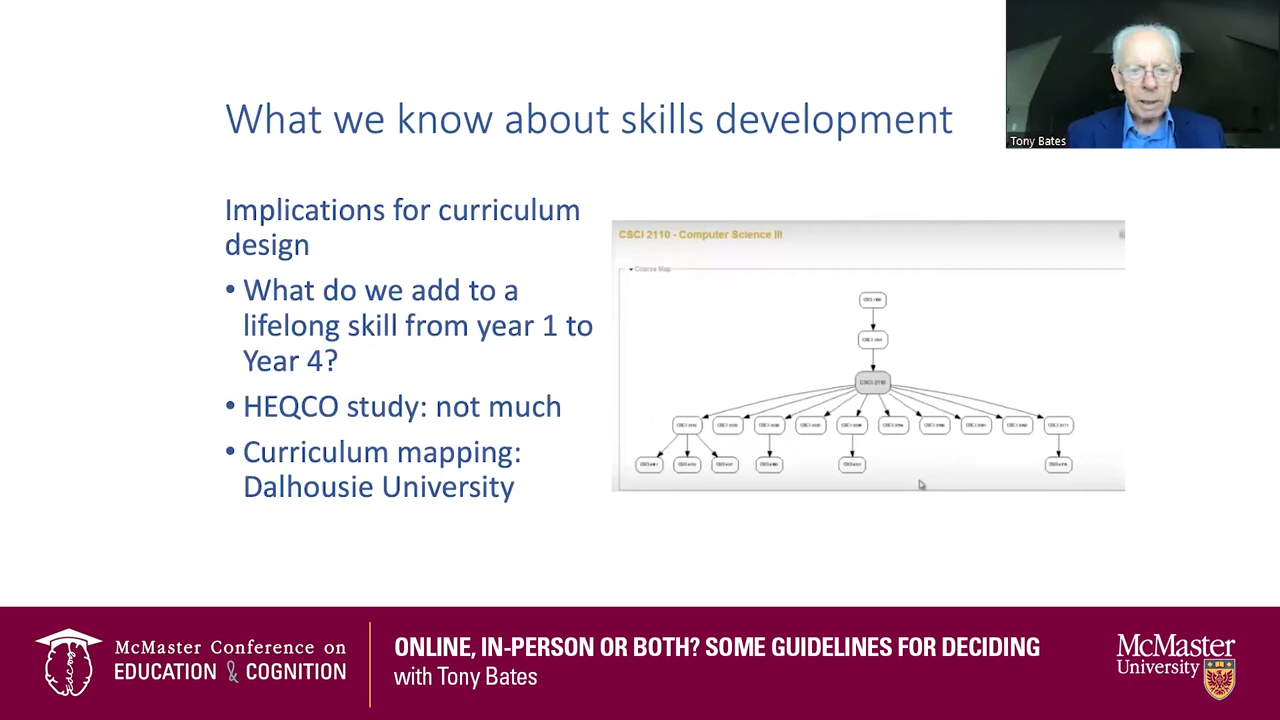 What we know about skills development
Tony Bates
Implications for curriculum
design
• What do we add to a
lifelong skill from year 1 to
Year 4?
• HEQCO study: not much
• Curriculum mapping:
Dalhousie University
CSCI 2110 - Computer Science III
Course Map
CSCI 2110
McMaster Conference on
EDUCATION & COGNITION
ONLINE, IN-PERSON OR BOTH? SOME GUIDELINES FOR DECIDING
with Tony Bates
McMaster
University